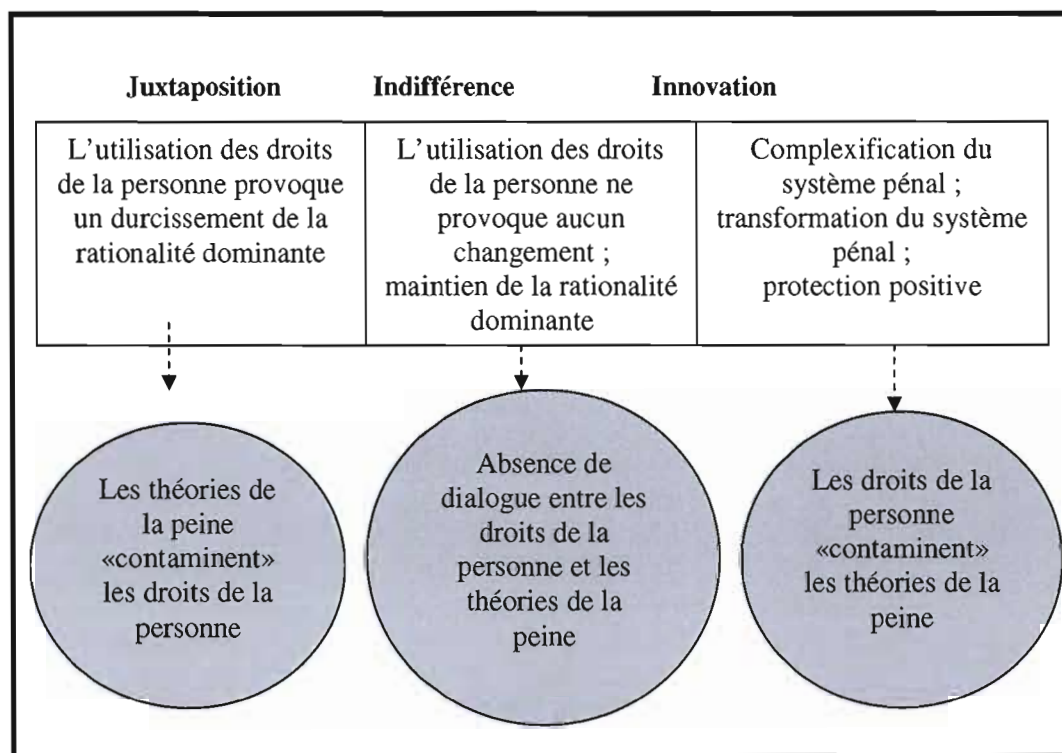 Juxtaposition Indifférence Innovation
L'utilisation des droits
de la personne provoque
un durcissement de la
rationalité dominante
L'utilisation des droits
de la personne ne
provoque aucun
changement ;
maintien de la rationalité
dominante
Complexification du
système pénal ;
transformation du système
pénal ;
protection positive
Les théories de
la peine
«contaminent»
les droits de la
personne
Absence de
dialogue entre les
droits de la
personne et les
théories de la
peine
Les droits de la
personne
«contaminent»
les théories de la
peine